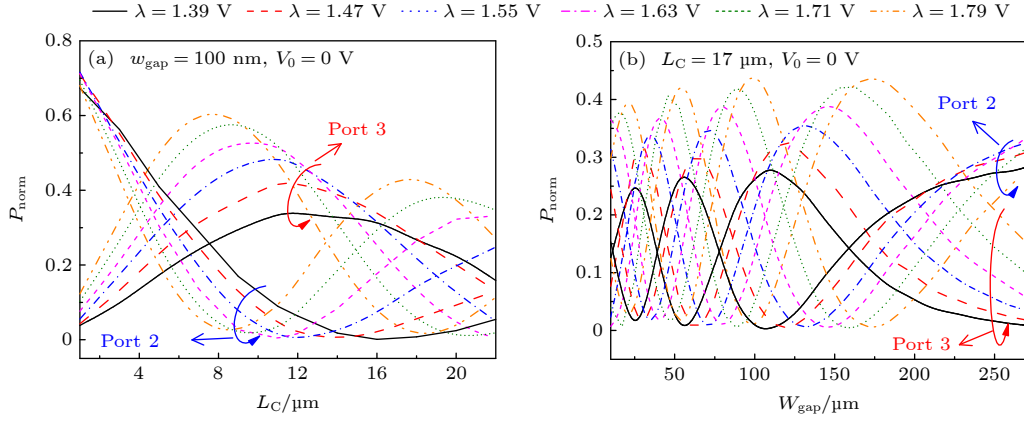 λ = 1.39 V λ = 1.47 V λ = 1.55 V λ = 1.63 V λ = 1.71 V λ = 1.79 V
(a) w_gap = 100 nm, V_0 = 0 V
Port 3
Port 2
P_norm
0.8
0.6
0.4
0.2
0
4 8 12 16 20
L_C/µm
(b) L_C = 17 µm, V_0 = 0 V
Port 2
Port 3
P_norm
0.5
0.4
0.3
0.2
0.1
0
50 100 150 200 250
W_gap/µm